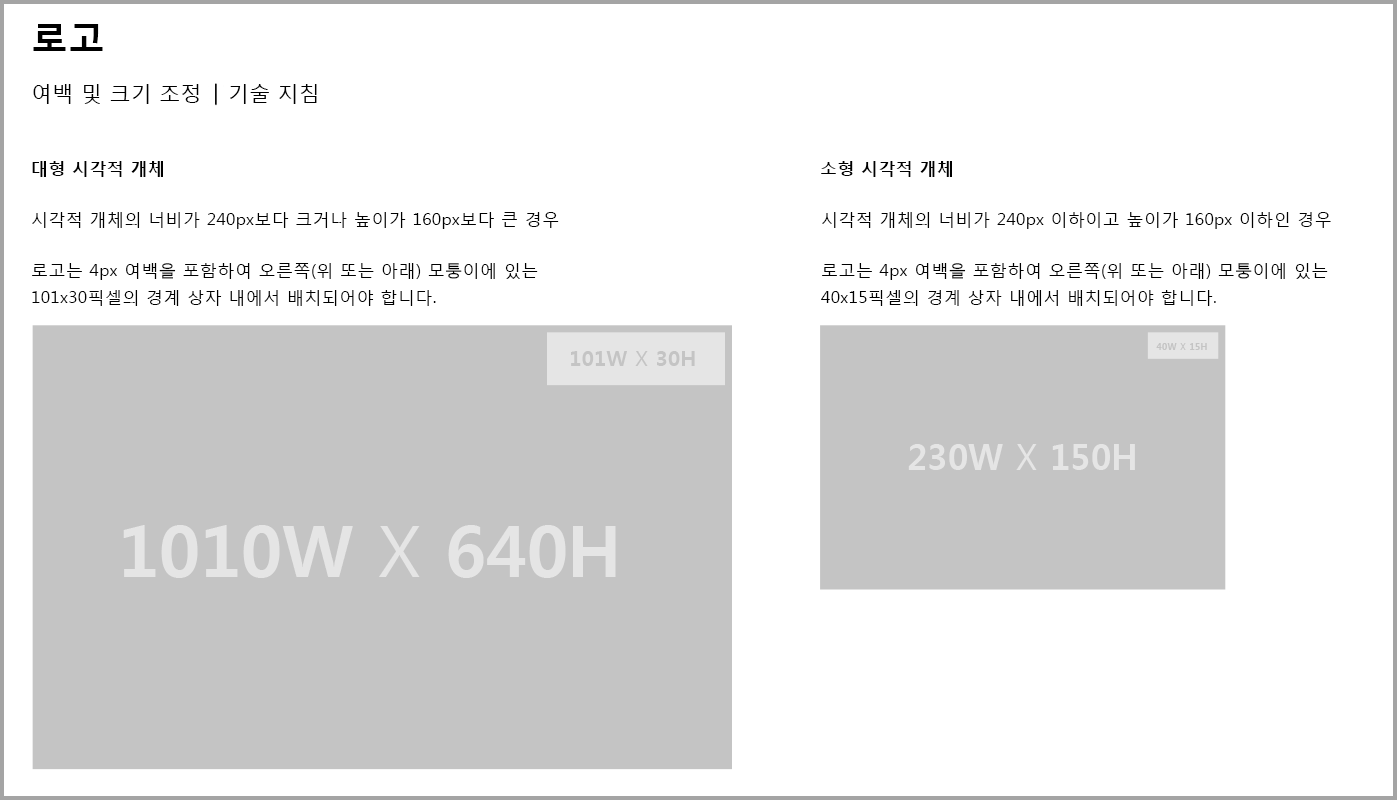 로고
여백 및 크기 조정 | 기술 지침
대형 시각적 개체
시각적 개체의 너비가 240px보다 크거나 높이가 160px보다 큰 경우
로고는 4px 여백을 포함하여 오른쪽(위 또는 아래) 모퉁이에 있는
101x30픽셀의 경계 상자 내에서 배치되어야 합니다.
101W X 30H
1010W X 640H
소형 시각적 개체
시각적 개체의 너비가 240px 이하이고 높이가 160px 이하인 경우
로고는 4px 여백을 포함하여 오른쪽(위 또는 아래) 모퉁이에 있는
40x15픽셀의 경계 상자 내에서 배치되어야 합니다.
40W X 15H
230W X 150H